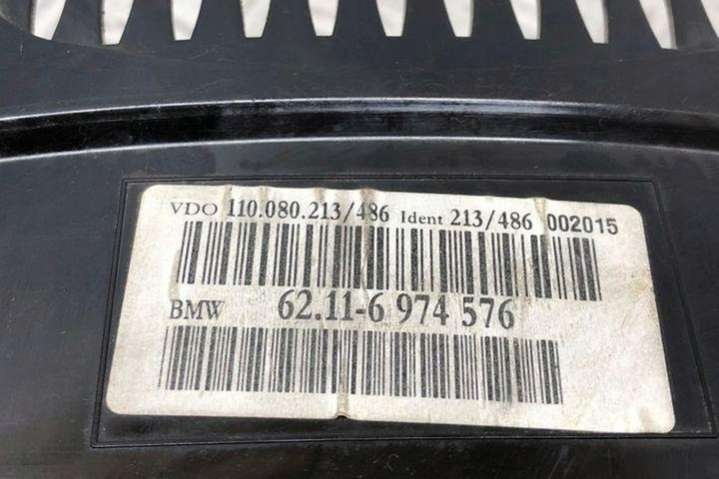 VDO 110.080.213/486 Ident 213/486 002015
BMW 62.11-6 974 576